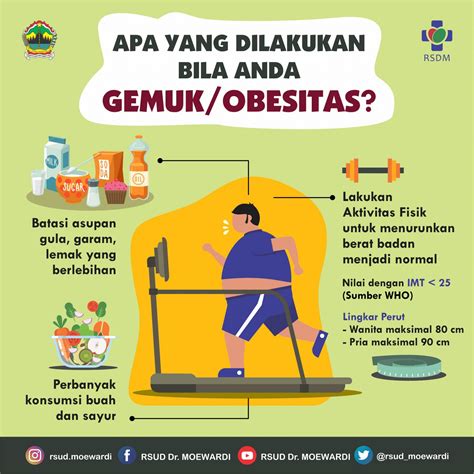 RSDM
APA YANG DILAKUKAN
BILA ANDA
GEMUK/OBESITAS?
MILK
SUGAR
SODA
OIL
Batasi asupan
gula, garam,
lemak yang
berlebihan
Perbanyak
konsumsi buah
dan sayur
Lakukan
Aktivitas Fisik
untuk menurunkan
berat badan
menjadi normal
Nilai dengan IMT < 25
(Sumber WHO)
Lingkar Perut
- Wanita maksimal 80 cm
- Pria maksimal 90 cm
rsud.moewardi
RSUD Dr. MOEWARDI
RSUD Dr. MOEWARDI
@rsud_moewardi